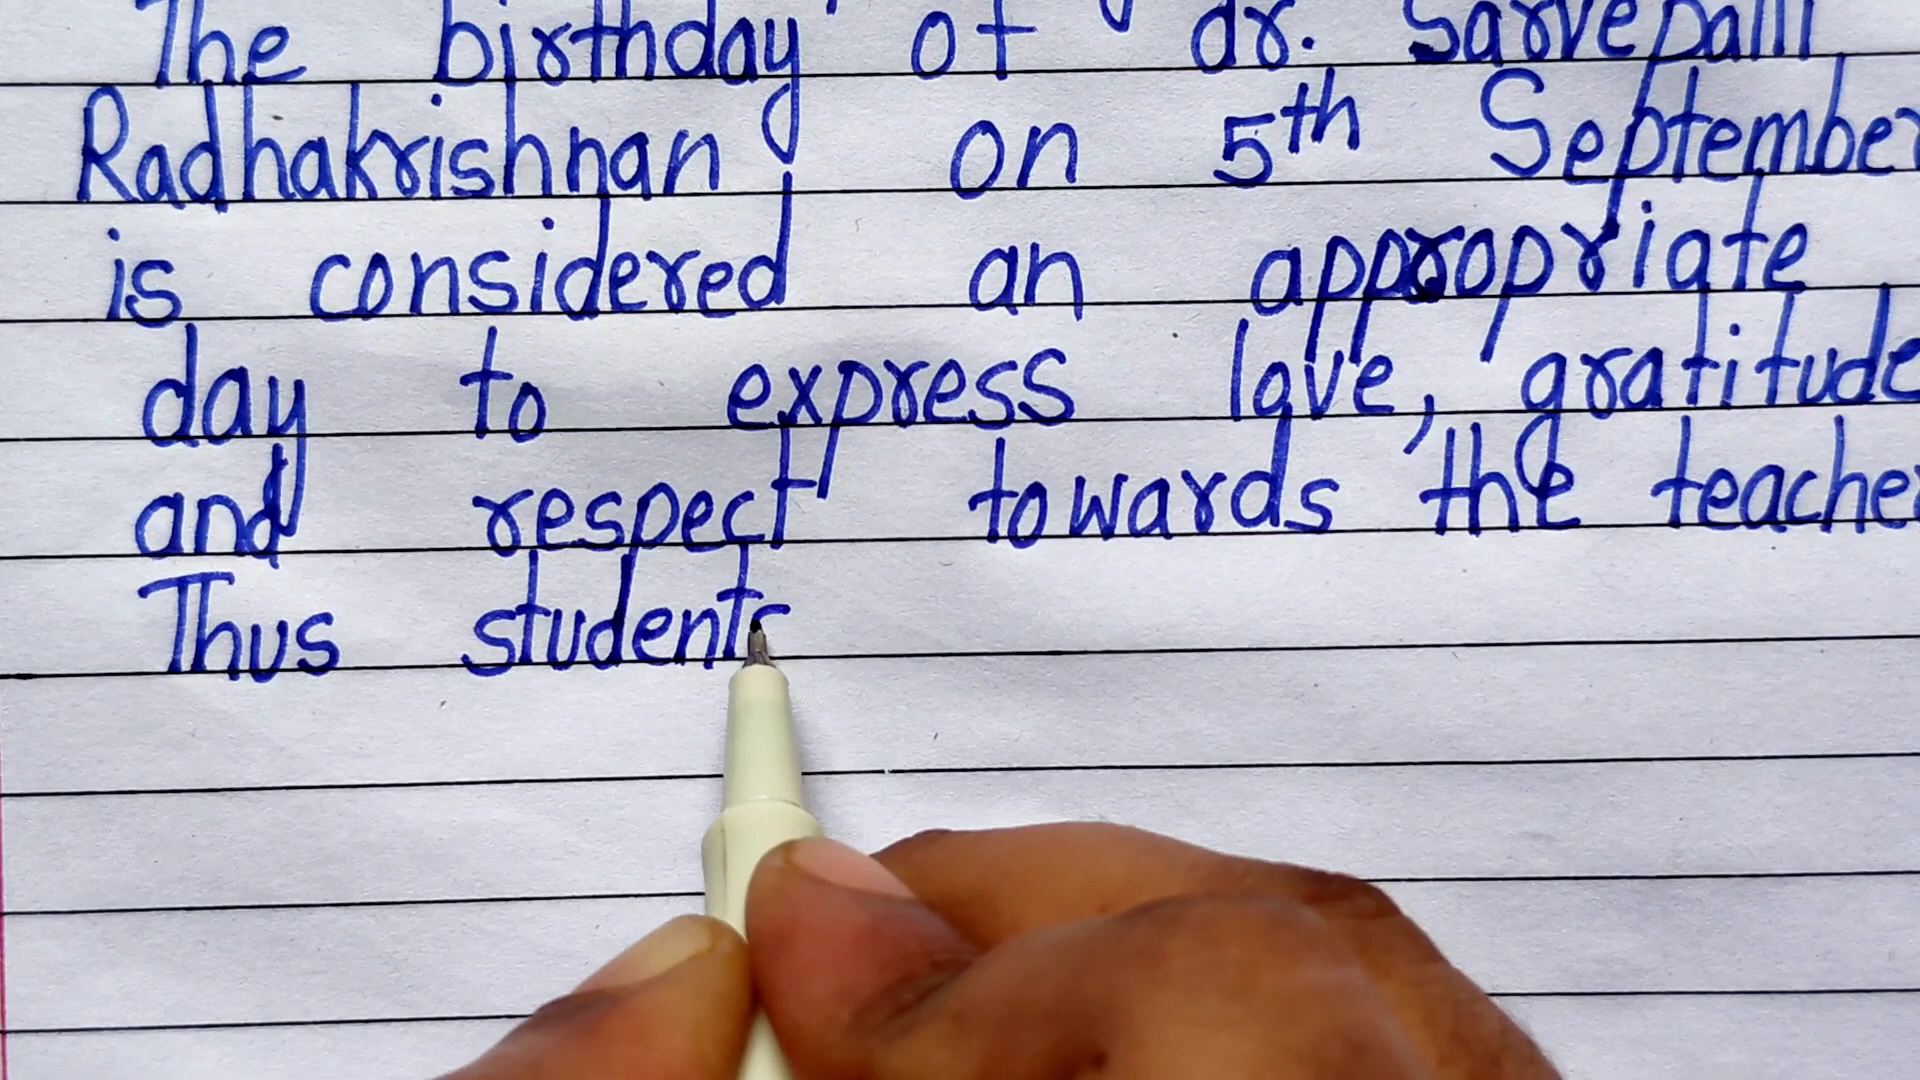 The birthday of dr. Sarvepalli
Radhakrishnan on 5th September
is considered an appropriate
day to express love, gratitude
and respect towards the teacher
Thus students